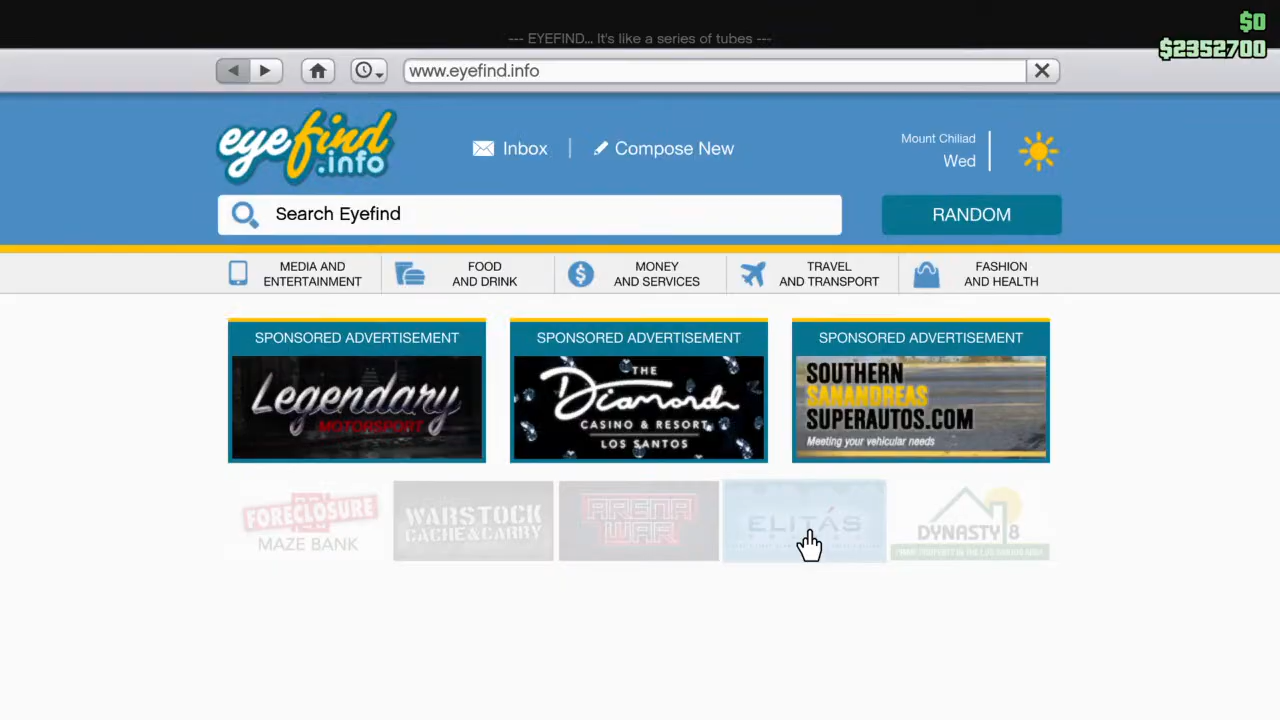 $0
--- EYEFIND... It's like a series of tubes ---
$2352700
www.eyefind.info
eyefind
.info
Inbox
Compose New
Mount Chiliad
Wed
Search Eyefind
RANDOM
MEDIA AND
ENTERTAINMENT
FOOD
AND DRINK
MONEY
AND SERVICES
TRAVEL
AND TRANSPORT
FASHION
AND HEALTH
SPONSORED ADVERTISEMENT
Legendary
MOTORSPORT
SPONSORED ADVERTISEMENT
THE
Diamond
CASINO & RESORT
LOS SANTOS
SPONSORED ADVERTISEMENT
SOUTHERN
SANANDREAS
SUPERAUTOS.COM
Meeting your vehicular needs
FORECLOSURE
MAZE BANK
WARSTOCK
CACHE & CARRY
ARENA
WAR
ELITÁS
DYNASTY 8